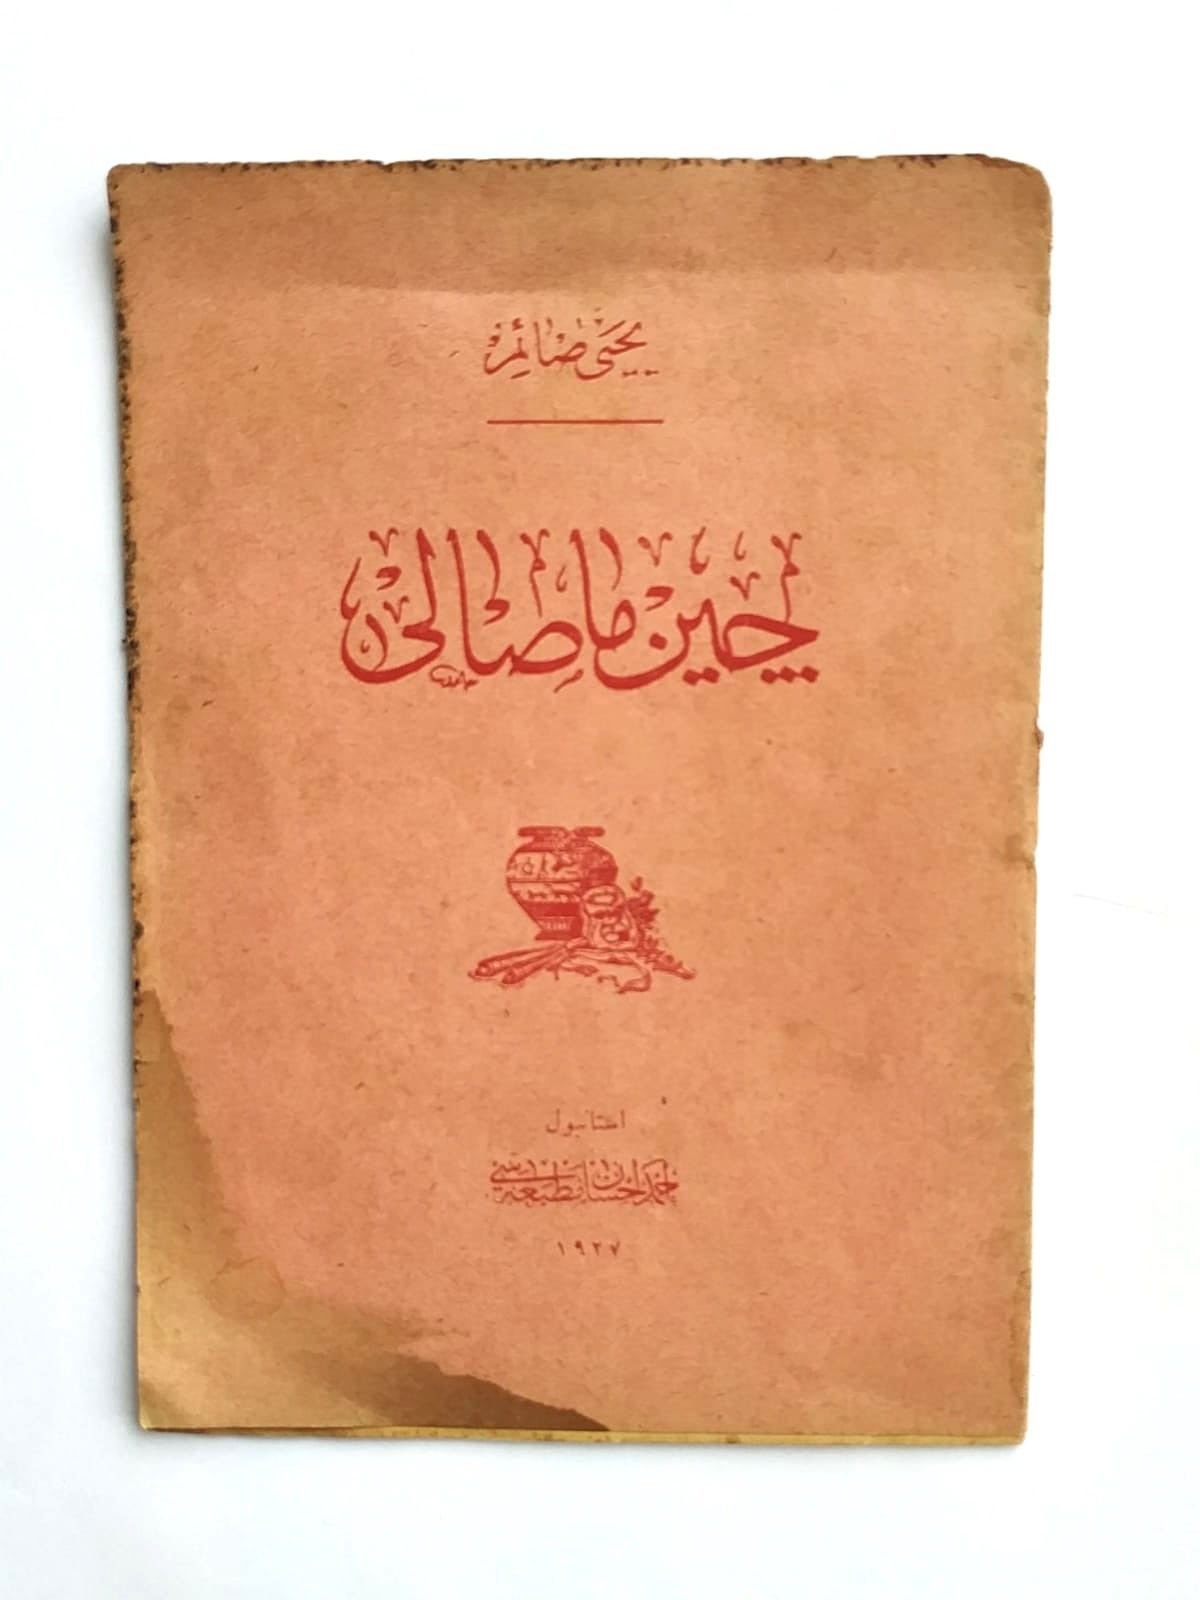 يحيى صائم
چين ماصالى
استانبول
احمد احسان مطبعه سى
١٩٢٧